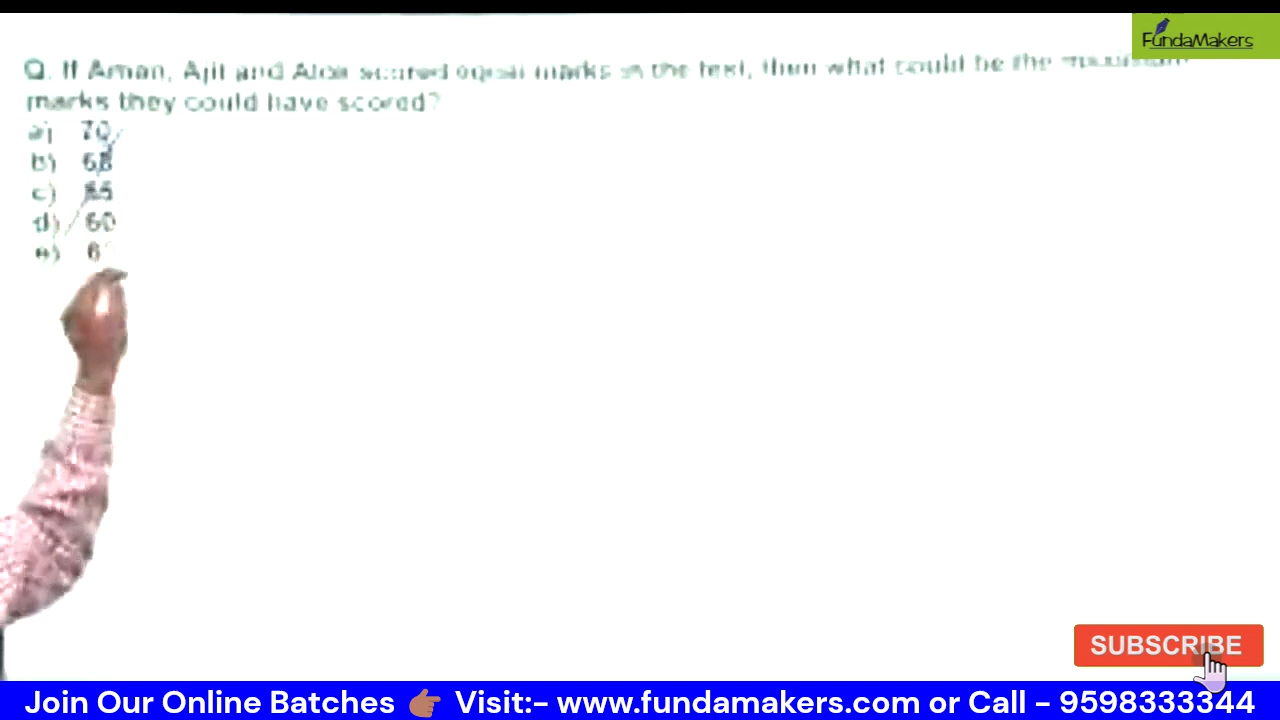 FundaMakers
Q. If Aman, Ajit and Alok scored equal marks in the test, then what could be the maximum
marks they could have scored?
a) 70
b) 68
c)
d) 60
e)
SUBSCRIBE
Join Our Online Batches Visit:- www.fundamakers.com or Call - 9598333344